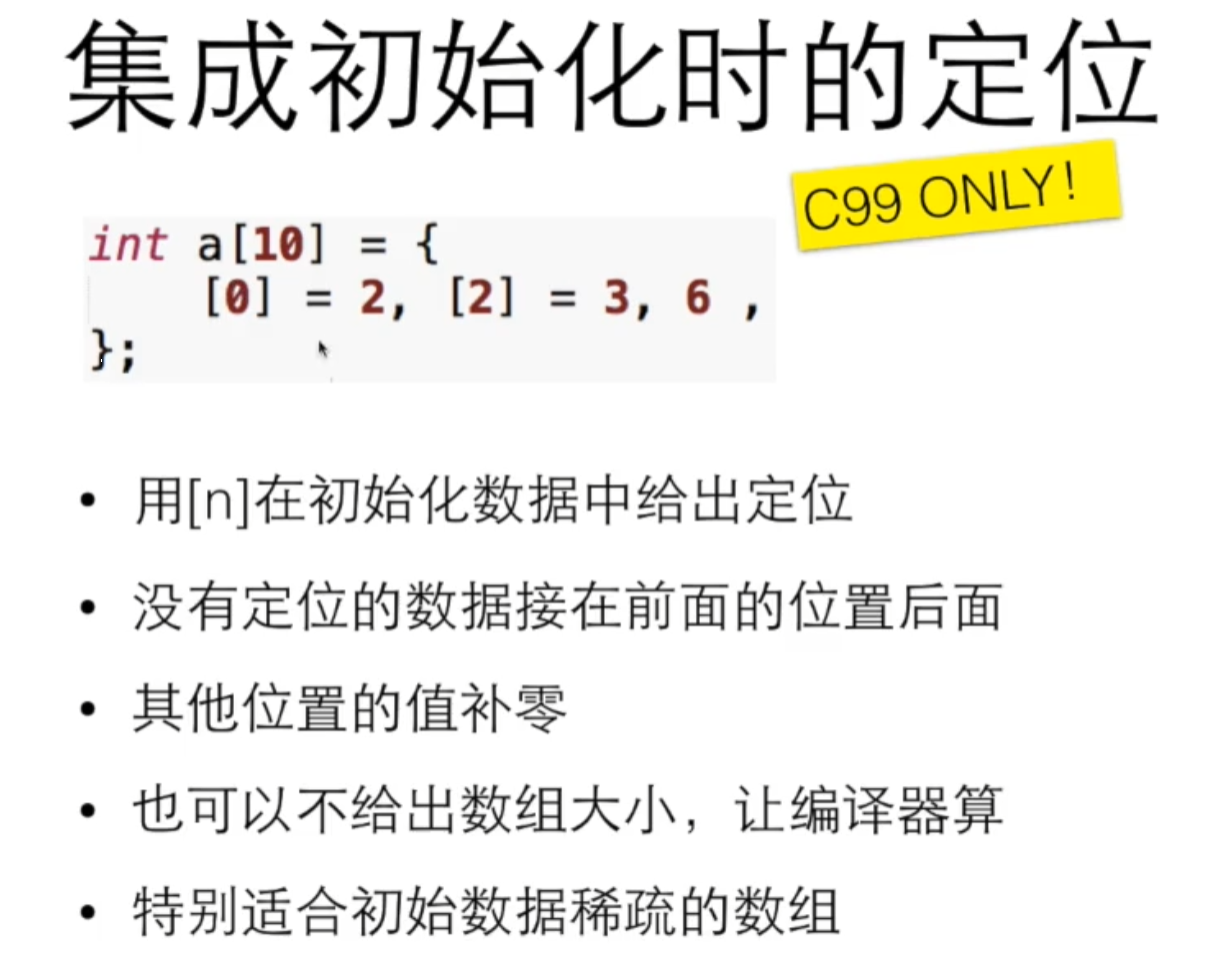 集成初始化时的定位
C99 ONLY!
int a[10] = {
[0] = 2, [2] = 3, 6 ,
};
• 用[n]在初始化数据中给出定位
• 没有定位的数据接在前面的位置后面
• 其他位置的值补零
• 也可以不给出数组大小，让编译器算
• 特别适合初始数据稀疏的数组